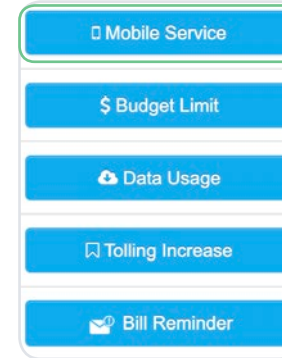 Mobile Service
$ Budget Limit
Data Usage
Tolling Increase
Bill Reminder